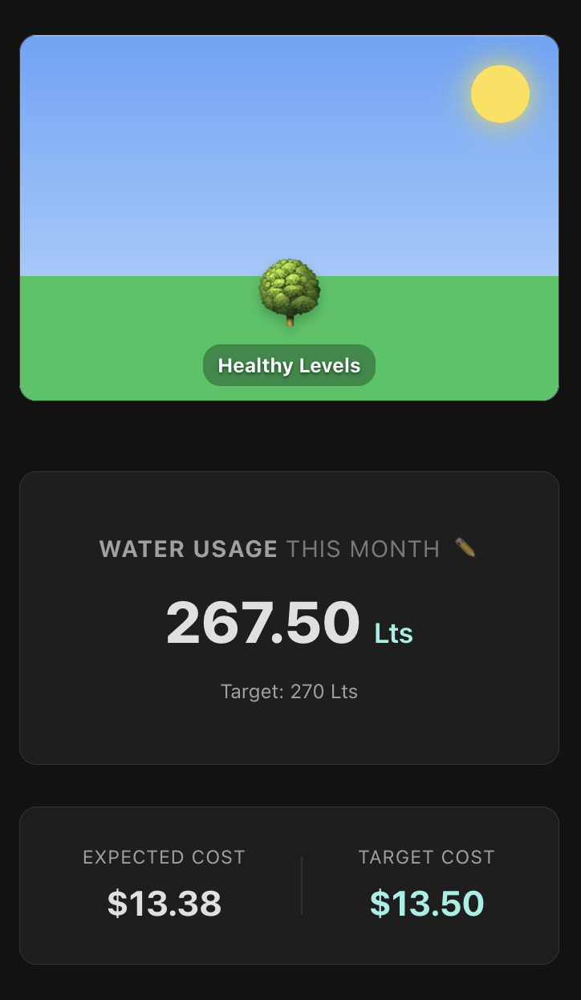 Healthy Levels
WATER USAGE THIS MONTH
267.50 Lts
Target: 270 Lts
EXPECTED COST
$13.38
TARGET COST
$13.50